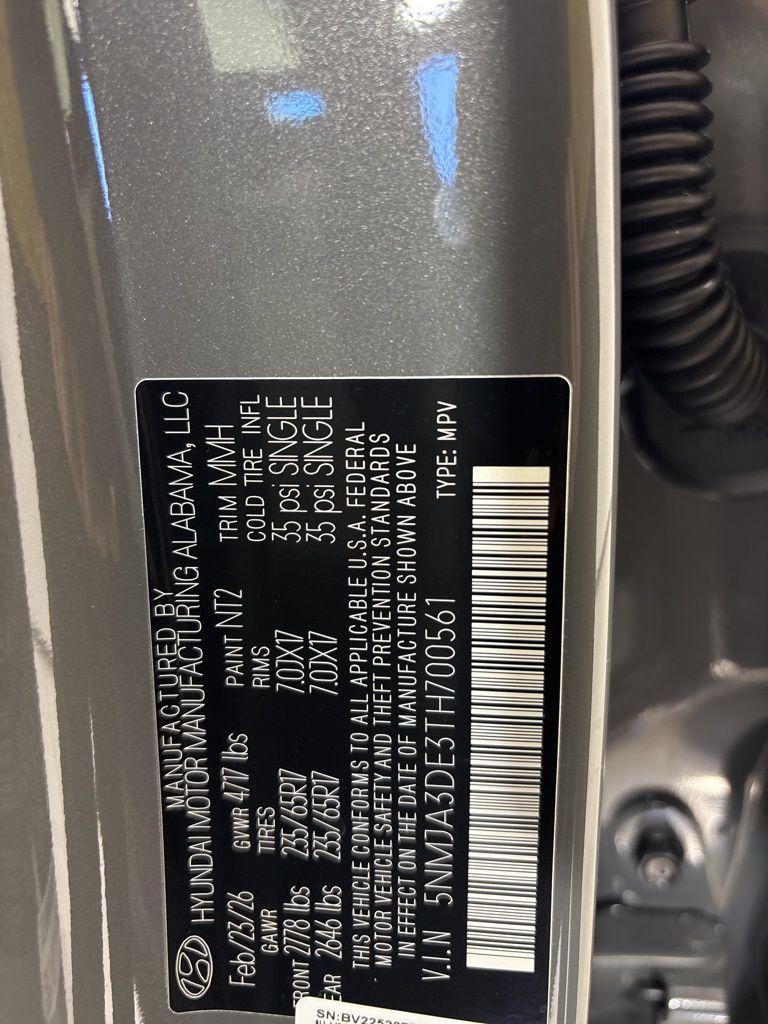 MANUFACTURED BY
HYUNDAI MOTOR MANUFACTURING ALABAMA, LLC
Feb/23/26 GVWR 4717 lbs PAINT NT2 TRIM MMH
GAWR TIRES RIMS COLD TIRE INFL
FRONT 2778 lbs 235/65R17 7.0JX17 35 psi SINGLE
REAR 2646 lbs 235/65R17 7.0JX17 35 psi SINGLE
THIS VEHICLE CONFORMS TO ALL APPLICABLE U.S.A. FEDERAL
MOTOR VEHICLE SAFETY AND THEFT PREVENTION STANDARDS
IN EFFECT ON THE DATE OF MANUFACTURE SHOWN ABOVE
V.I.N 5NMJA3DE3TH700561 TYPE: MPV